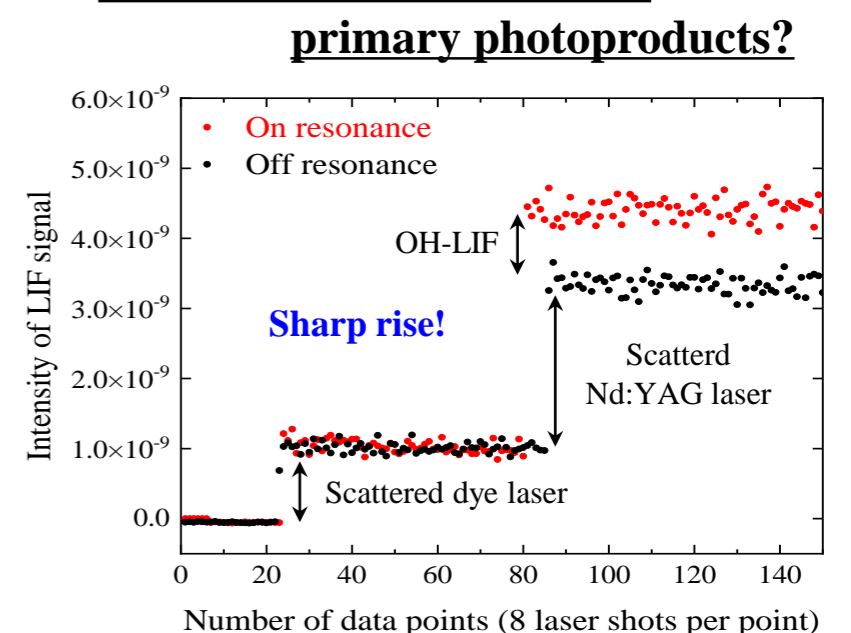 primary photoproducts?
6.0×10⁻⁹
On resonance
5.0×10⁻⁹
Off resonance
4.0×10⁻⁹
OH-LIF
3.0×10⁻⁹
Sharp rise!
Scatterd
Nd:YAG laser
2.0×10⁻⁹
1.0×10⁻⁹
Scattered dye laser
0.0
Intensity of LIF signal
0 20 40 60 80 100 120 140
Number of data points (8 laser shots per point)